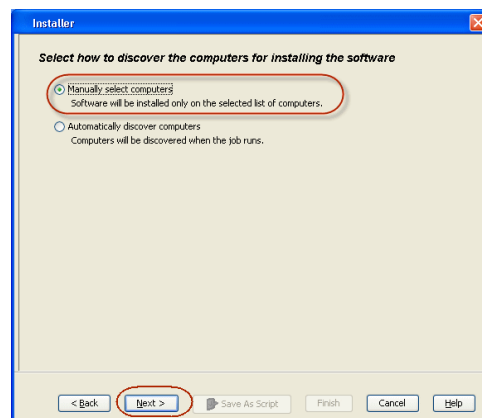 Installer
Select how to discover the computers for installing the software
Manually select computers
Software will be installed only on the selected list of computers.
Automatically discover computers
Computers will be discovered when the job runs.
< Back Next > Save As Script Finish Cancel Help